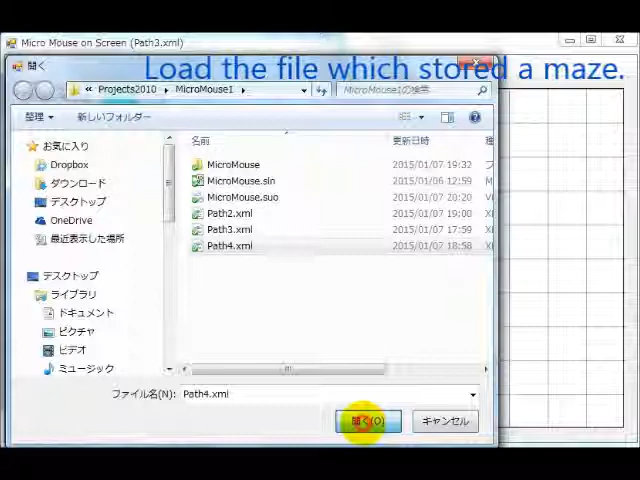 Micro Mouse on Screen (Path3.xml)
開く
Load the file which stored a maze.
« Projects2010 ▸ MicroMouse1 ▸
MicroMouse1の検索
整理 ▾ 新しいフォルダー
お気に入り
Dropbox
ダウンロード
デスクトップ
OneDrive
最近表示した場所
デスクトップ
ライブラリ
ドキュメント
ピクチャ
ビデオ
ミュージック
名前 更新日時
MicroMouse 2015/01/07 19:32
MicroMouse.sln 2015/01/06 12:59
MicroMouse.suo 2015/01/07 20:20
Path2.xml 2015/01/07 19:00
Path3.xml 2015/01/07 17:59
Path4.xml 2015/01/07 18:58
ファイル名(N): Path4.xml
開く(O) キャンセル